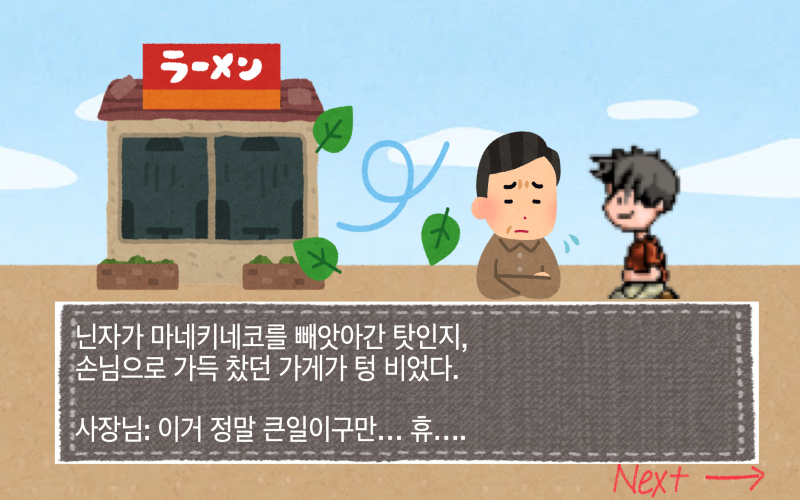 ラーメン
닌자가 마네키네코를 빼앗아간 탓인지,
손님으로 가득 찼던 가게가 텅 비었다.
사장님: 이거 정말 큰일이구만... 휴....
Next →